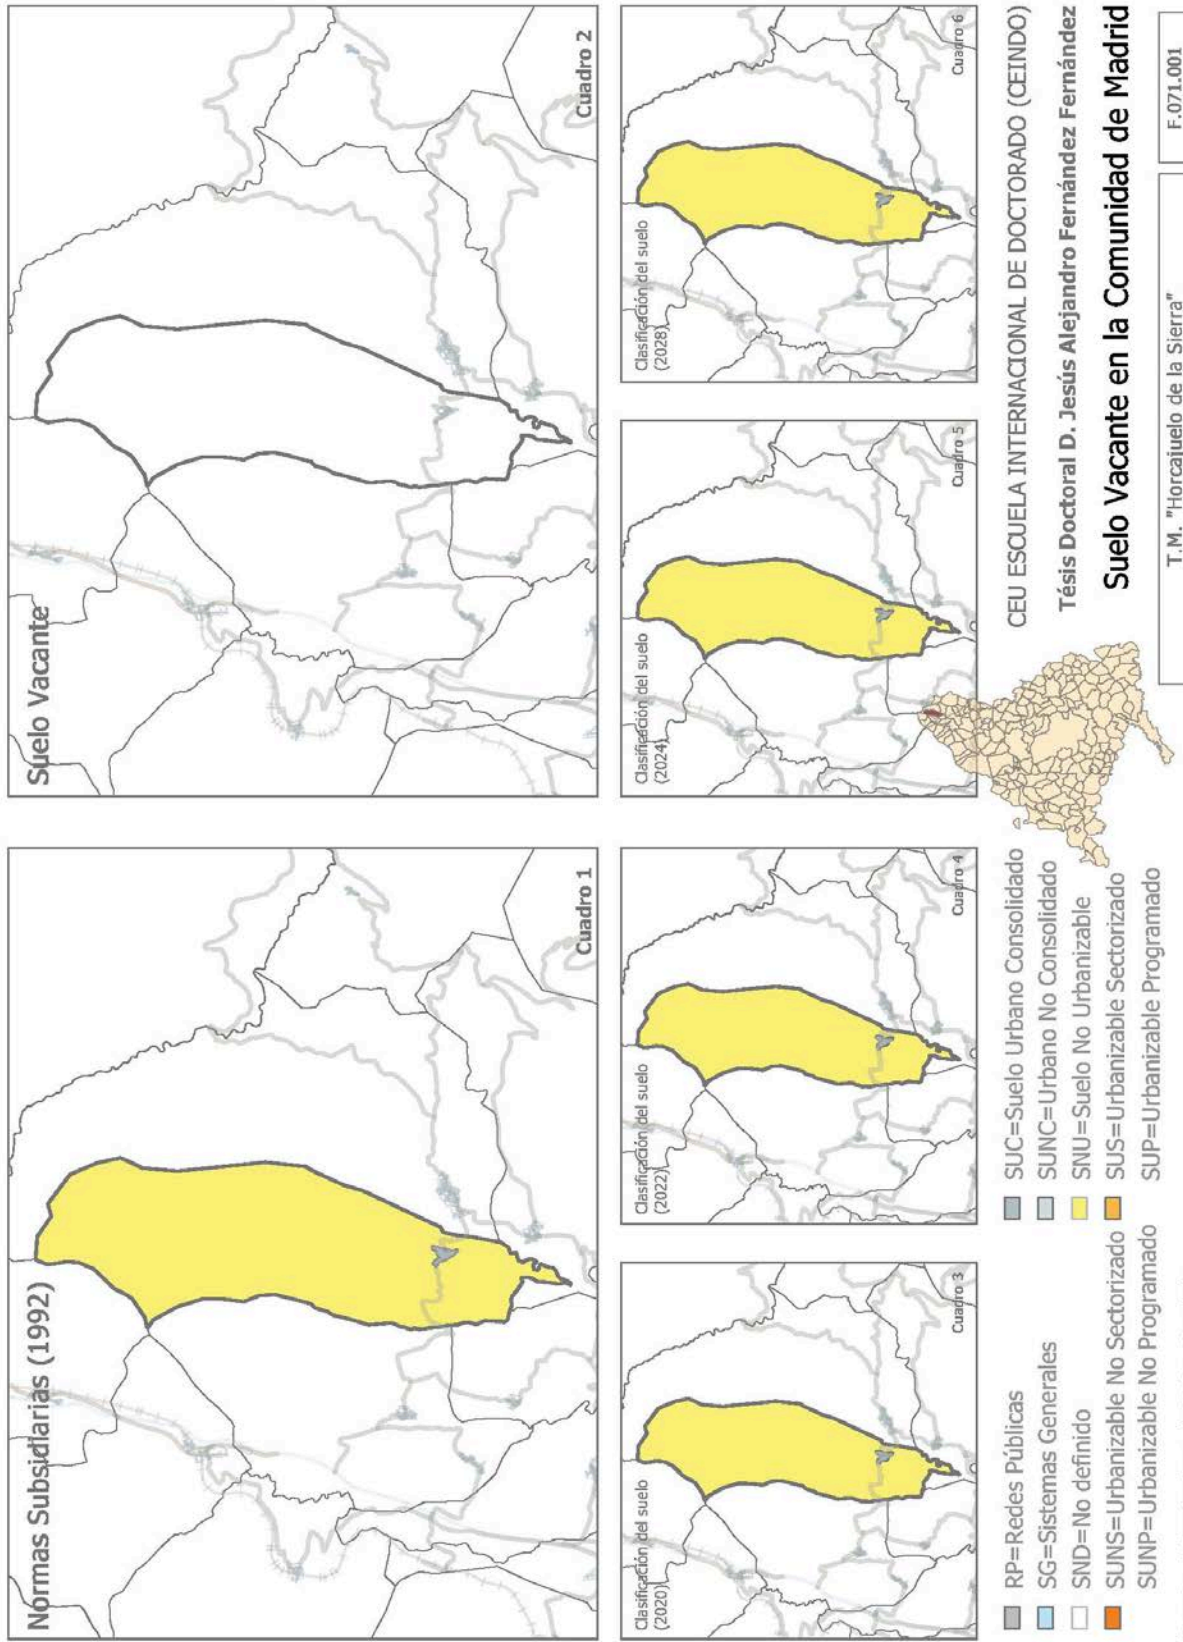 Normas Subsidiarias (1992)
Cuadro 1
Suelo Vacante
Cuadro 2
Clasificación del suelo
(2020)
Cuadro 3
Clasificación del suelo
(2022)
Cuadro 4
Clasificación del suelo
(2024)
Cuadro 5
Clasificación del suelo
(2028)
Cuadro 6
RP=Redes Públicas
SG=Sistemas Generales
SND=No definido
SUNS=Urbanizable No Sectorizado
SUNP=Urbanizable No Programado
SUC=Suelo Urbano Consolidado
SUNC=Urbano No Consolidado
SNU=Suelo No Urbanizable
SUS=Urbanizable Sectorizado
SUP=Urbanizable Programado
CEU ESCUELA INTERNACIONAL DE DOCTORADO (CEINDO)
Tésis Doctoral D. Jesús Alejandro Fernández Fernández
Suelo Vacante en la Comunidad de Madrid
T.M. "Horcajuelo de la Sierra"
F.071.001